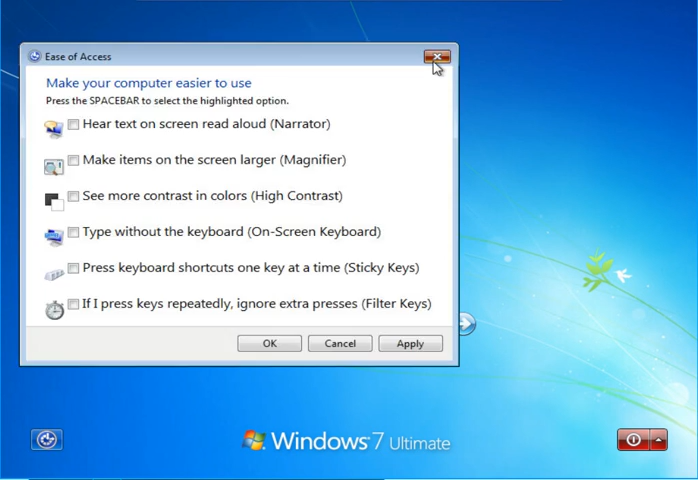 Ease of Access
Make your computer easier to use
Press the SPACEBAR to select the highlighted option.
Hear text on screen read aloud (Narrator)
Make items on the screen larger (Magnifier)
See more contrast in colors (High Contrast)
Type without the keyboard (On-Screen Keyboard)
Press keyboard shortcuts one key at a time (Sticky Keys)
If I press keys repeatedly, ignore extra presses (Filter Keys)
OK Cancel Apply
Windows 7 Ultimate